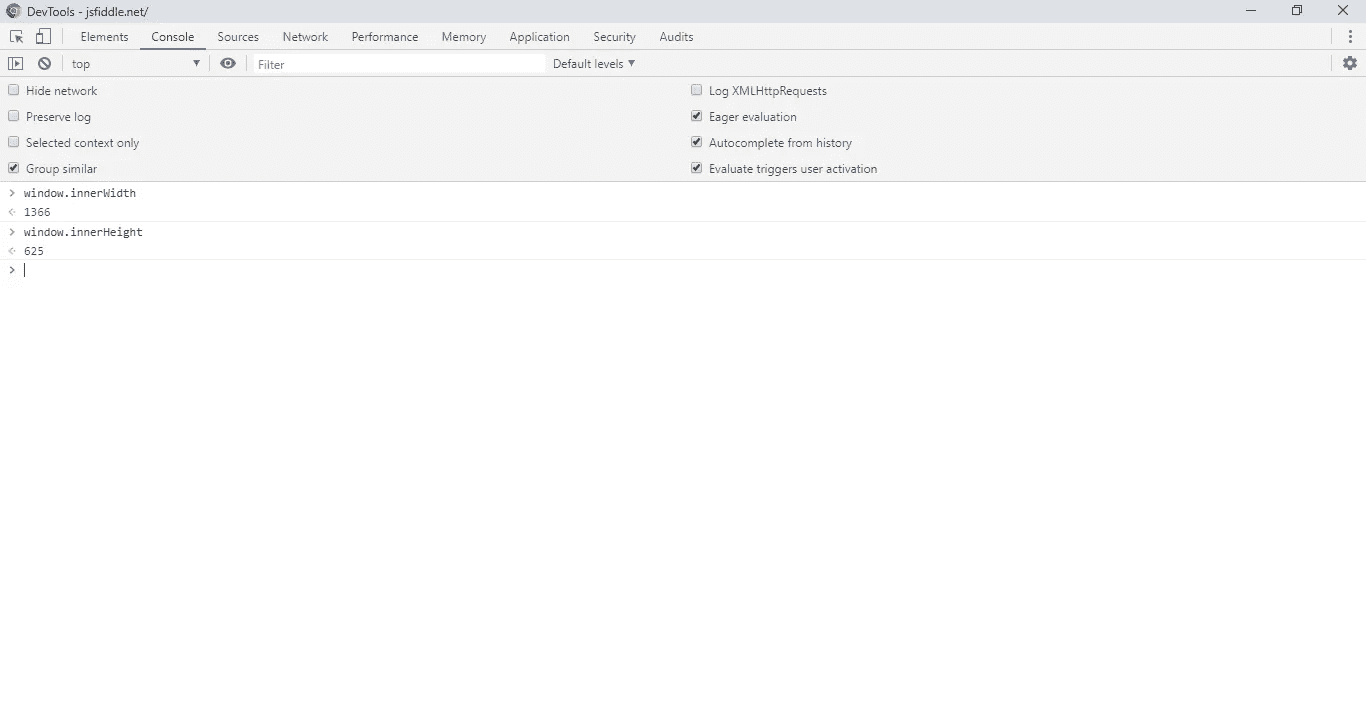 DevTools - jsfiddle.net/
Elements Console Sources Network Performance Memory Application Security Audits
top Filter Default levels
Hide network Log XMLHttpRequests
Preserve log Eager evaluation
Selected context only Autocomplete from history
Group similar Evaluate triggers user activation
> window.innerWidth
1366
> window.innerHeight
625
>